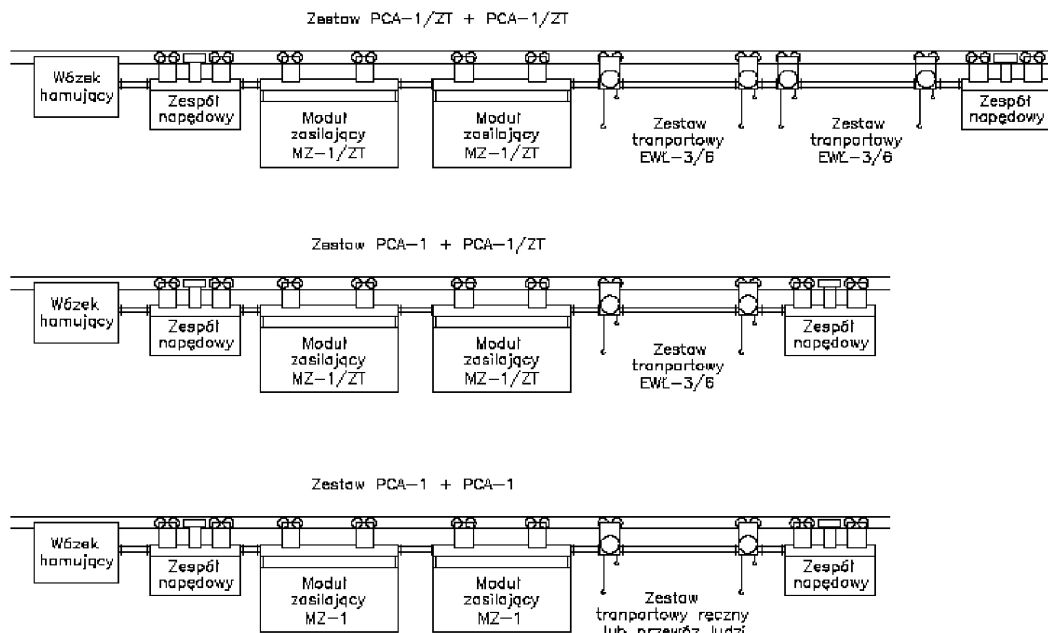 Zestaw PCA-1/ZT + PCA-1/ZT
Wózek
hamujący
Zespół
napędowy
Moduł
zasilający
MZ-1/ZT
Moduł
zasilający
MZ-1/ZT
Zestaw
tranportowy
EWŁ-3/6
Zestaw
tranportowy
EWŁ-3/6
Zespół
napędowy
Zestaw PCA-1 + PCA-1/ZT
Wózek
hamujący
Zespół
napędowy
Moduł
zasilający
MZ-1/ZT
Moduł
zasilający
MZ-1/ZT
Zestaw
tranportowy
EWŁ-3/6
Zespół
napędowy
Zestaw PCA-1 + PCA-1
Wózek
hamujący
Zespół
napędowy
Moduł
zasilający
MZ-1
Moduł
zasilający
MZ-1
Zestaw
tranportowy ręczny
lub przewóz ludzi
Zespół
napędowy